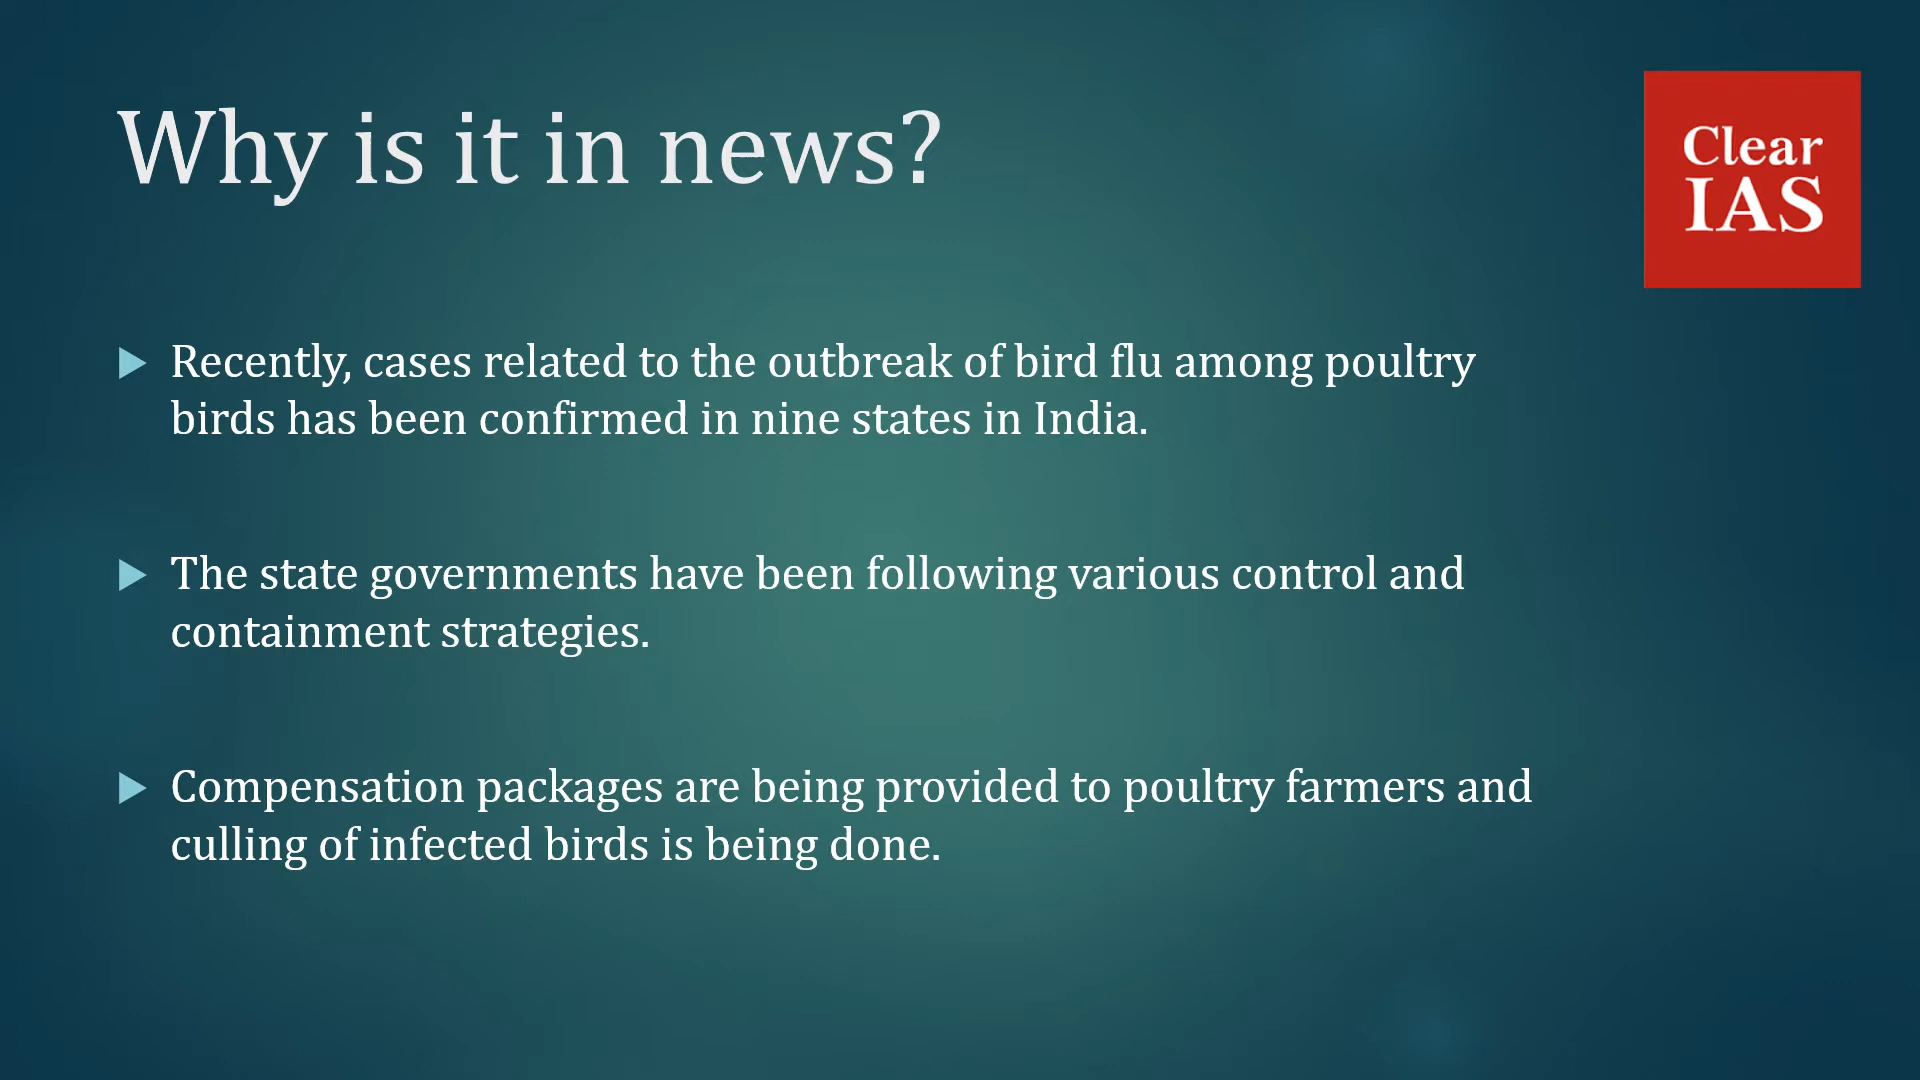 Why is it in news?
Clear
IAS
Recently, cases related to the outbreak of bird flu among poultry
birds has been confirmed in nine states in India.
The state governments have been following various control and
containment strategies.
Compensation packages are being provided to poultry farmers and
culling of infected birds is being done.